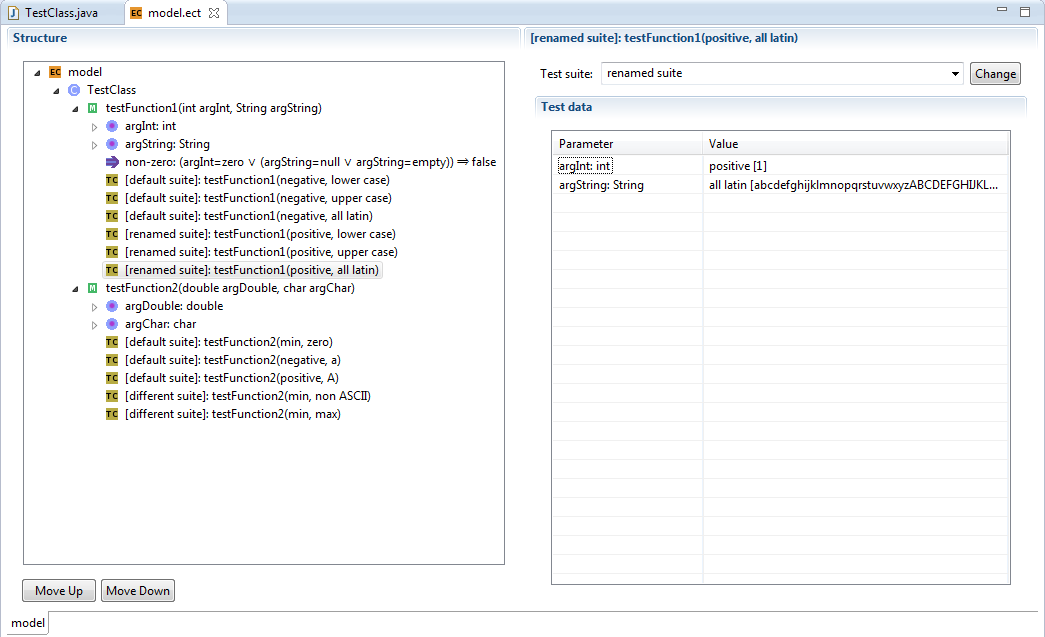 TestClass.java
EC model.ect
Structure
EC model
C TestClass
M testFunction1(int argInt, String argString)
argInt: int
argString: String
non-zero: (argInt=zero ∨ (argString=null ∨ argString=empty)) ⇒ false
TC [default suite]: testFunction1(negative, lower case)
TC [default suite]: testFunction1(negative, upper case)
TC [default suite]: testFunction1(negative, all latin)
TC [renamed suite]: testFunction1(positive, lower case)
TC [renamed suite]: testFunction1(positive, upper case)
TC [renamed suite]: testFunction1(positive, all latin)
M testFunction2(double argDouble, char argChar)
argDouble: double
argChar: char
TC [default suite]: testFunction2(min, zero)
TC [default suite]: testFunction2(negative, a)
TC [default suite]: testFunction2(positive, A)
TC [different suite]: testFunction2(min, non ASCII)
TC [different suite]: testFunction2(min, max)
Move Up
Move Down
model
[renamed suite]: testFunction1(positive, all latin)
Test suite: renamed suite Change
Test data
Parameter Value
argInt: int positive [1]
argString: String all latin [abcdefghijklmnopqrstuvwxyzABCDEFGHIJKL...